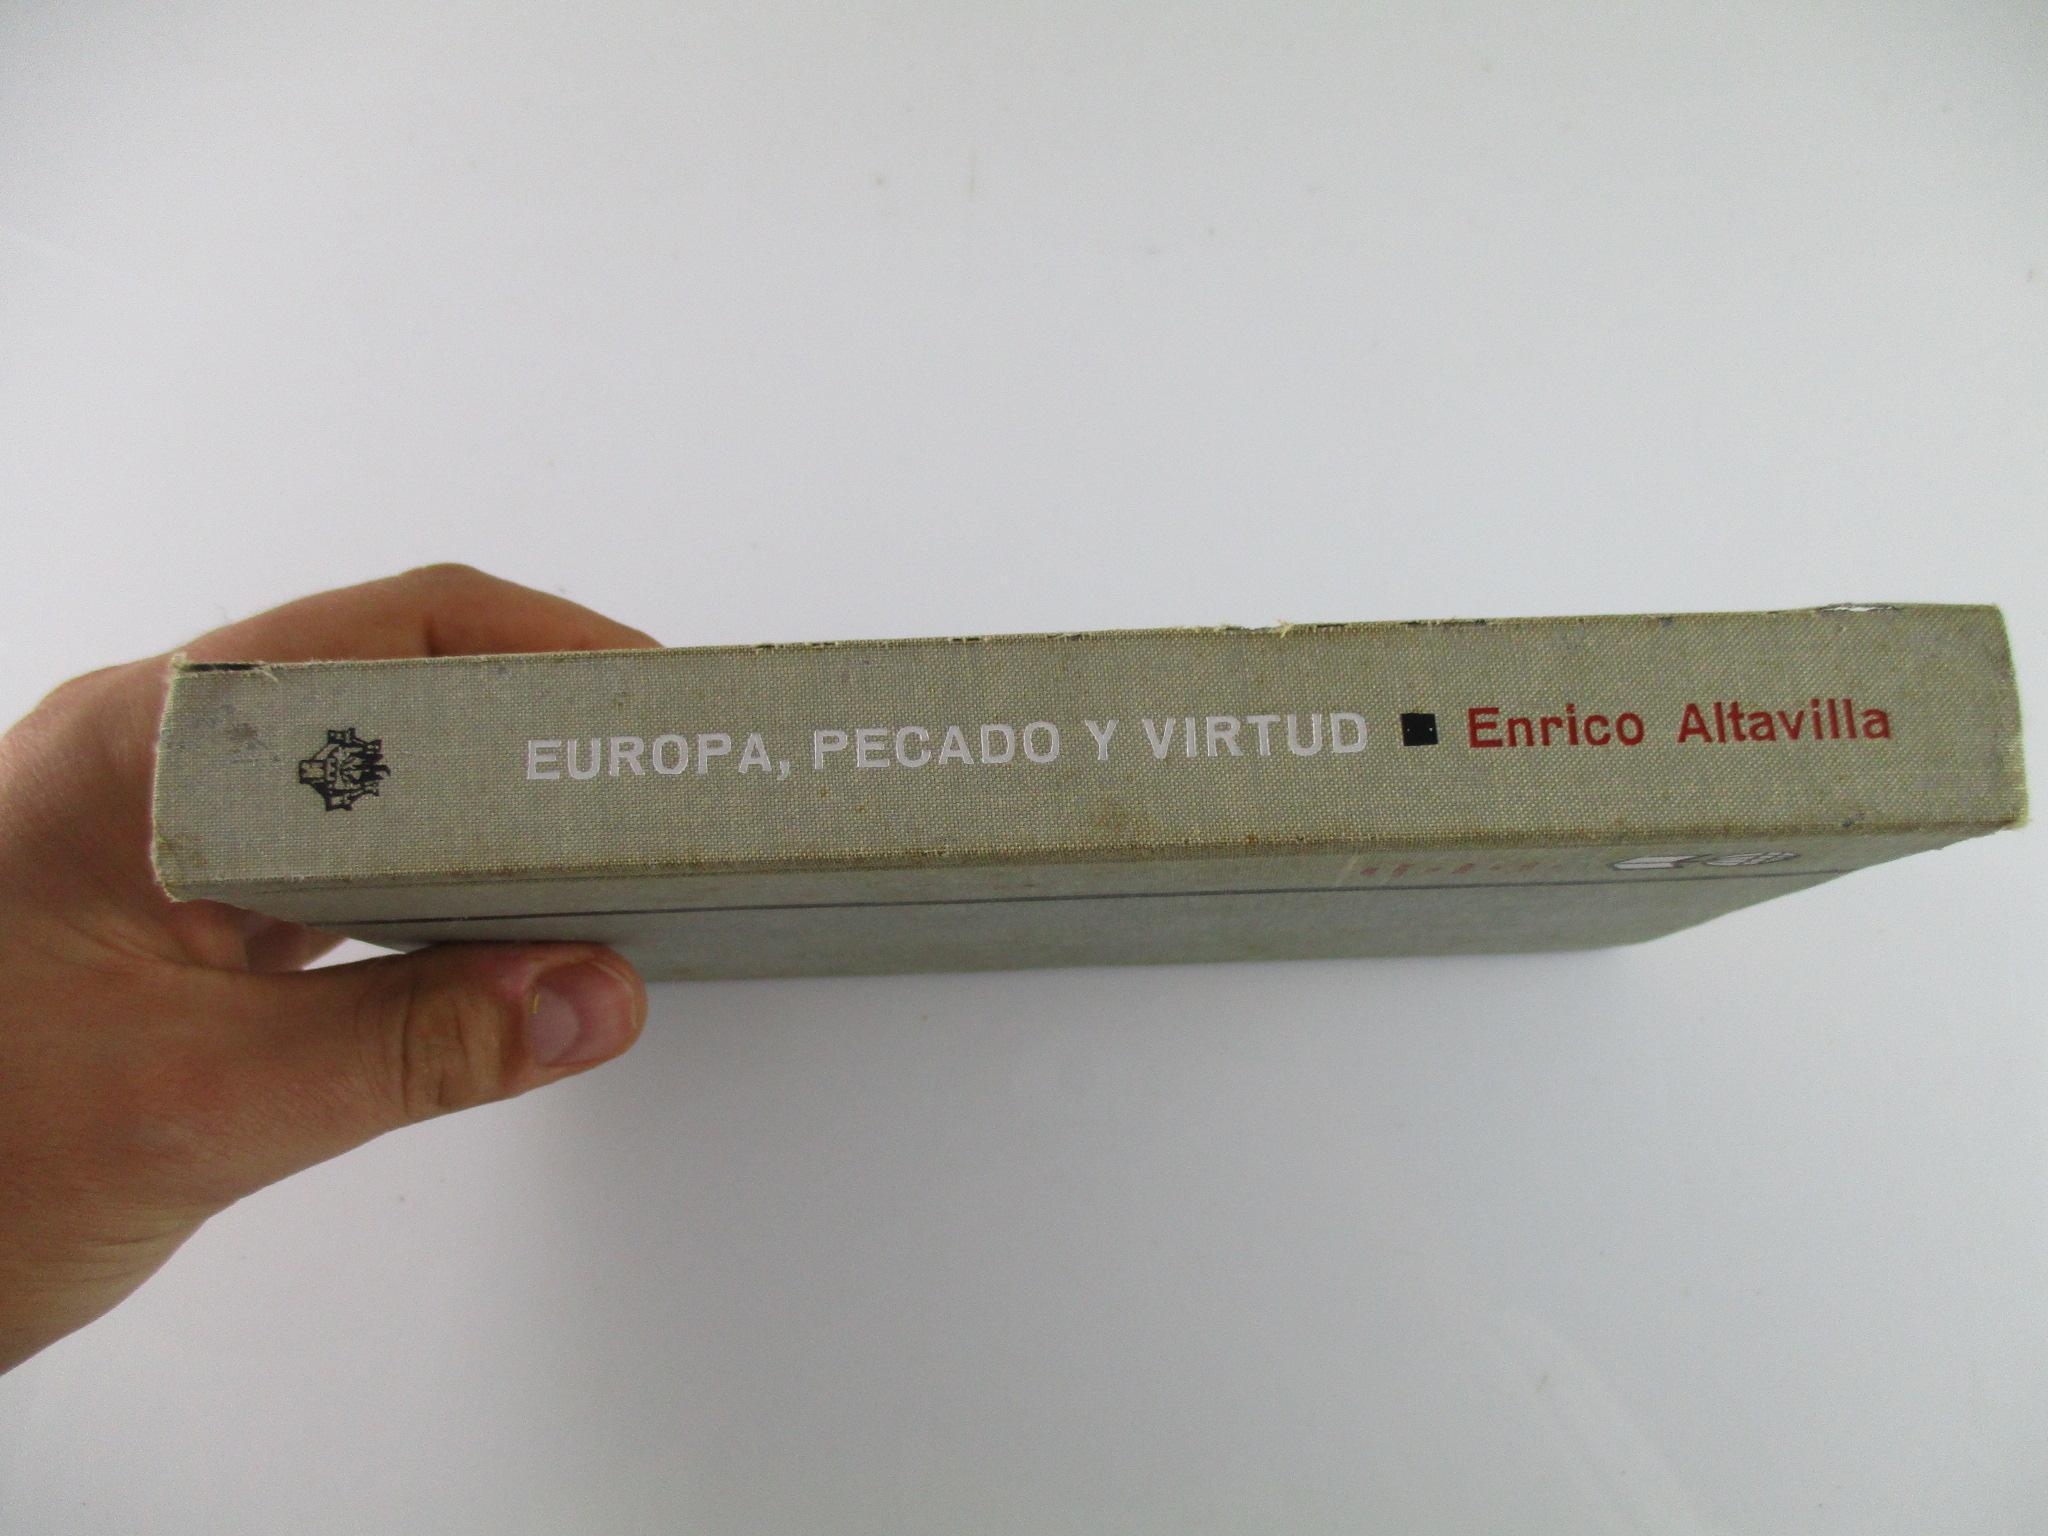 EUROPA, PECADO Y VIRTUD ■ Enrico Altavilla